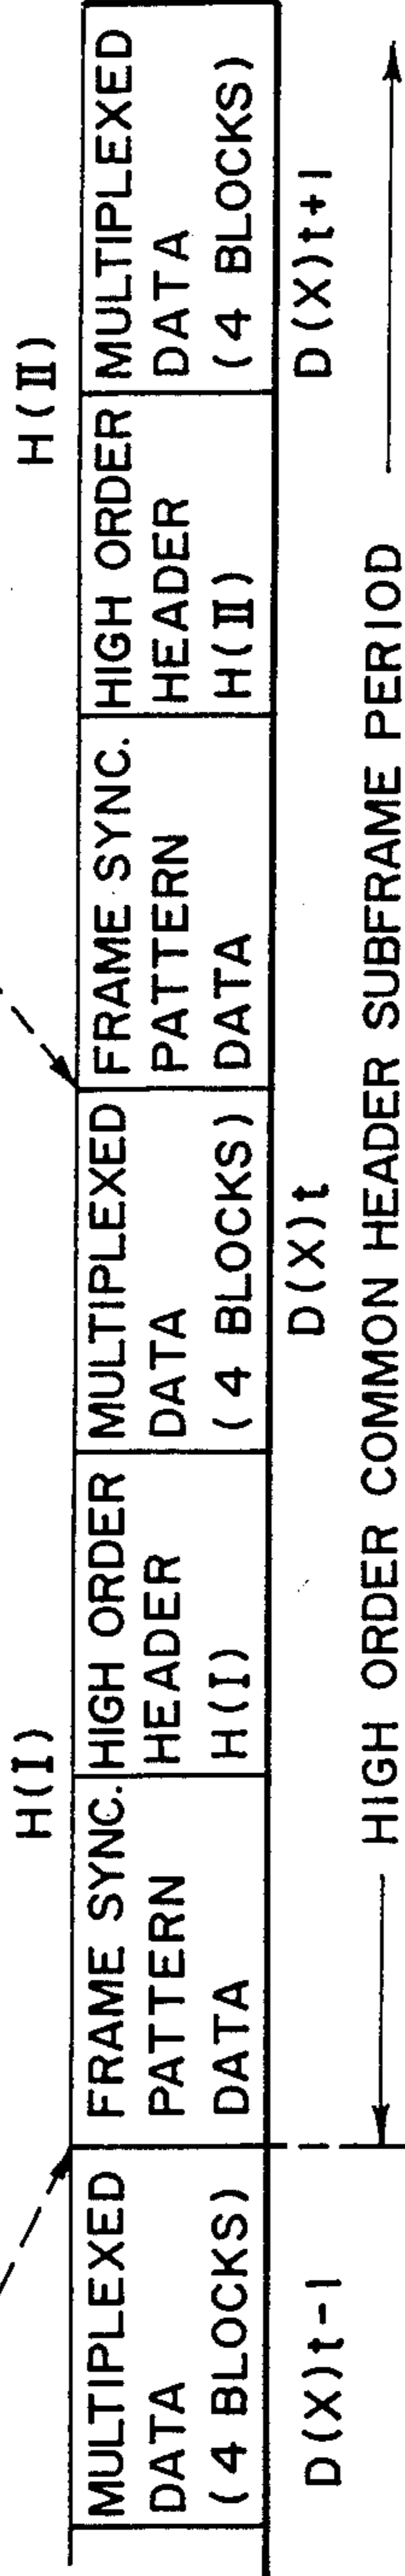 H(I)
H(II)
MULTIPLEXED
DATA
(4 BLOCKS)
FRAME SYNC.
PATTERN
DATA
HIGH ORDER
HEADER
H(I)
MULTIPLEXED
DATA
(4 BLOCKS)
FRAME SYNC.
PATTERN
DATA
HIGH ORDER
HEADER
H(II)
MULTIPLEXED
DATA
(4 BLOCKS)
D(X)t-1
D(X)t
D(X)t+1
HIGH ORDER COMMON HEADER SUBFRAME PERIOD